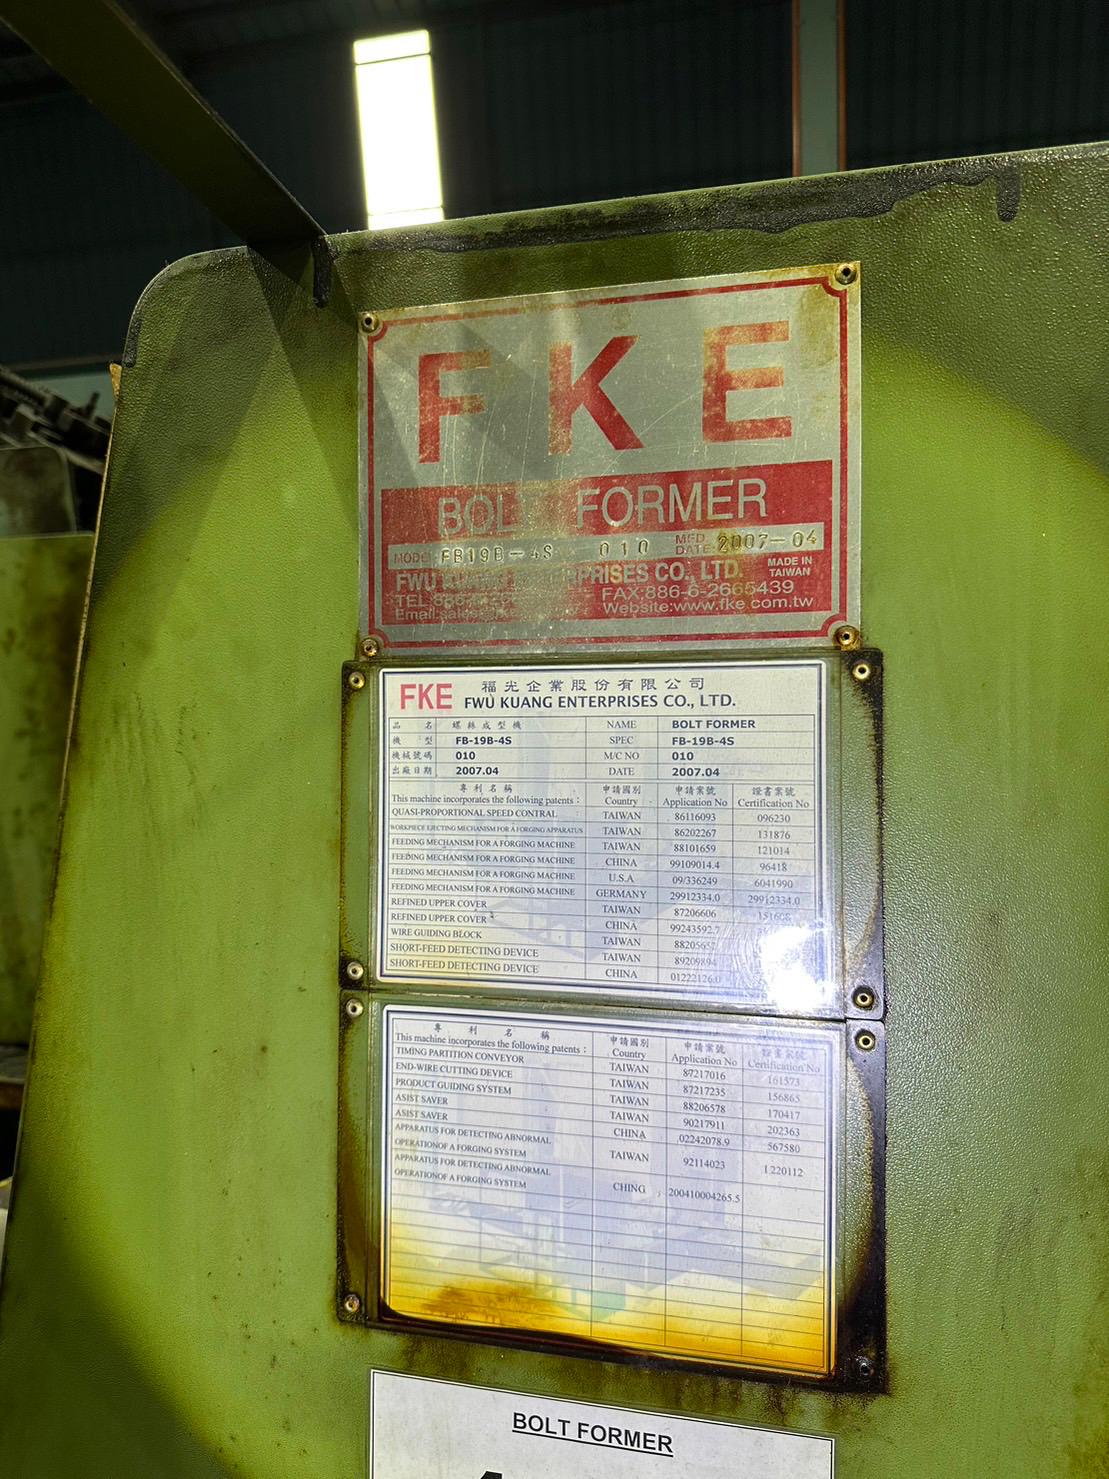 FKE
BOLT FORMER
MODEL FB19B-4S 010 MFD. DATE: 2007-04
FWU KUANG ENTERPRISES CO., LTD. MADE IN TAIWAN
TEL FAX:886-6-2665439
Email: Website:www.fke.com.tw
FKE 福光企業股份有限公司
FWU KUANG ENTERPRISES CO., LTD.
品 名 螺絲成型機 NAME BOLT FORMER
機 型 FB-19B-4S SPEC FB-19B-4S
機械號碼 010 M/C NO 010
出廠日期 2007.04 DATE 2007.04
專利名稱 申請國別 申請案號 證書案號
This machine incorporates the following patents : Country Application No Certification No
QUASI-PROPORTIONAL SPEED CONTRAL TAIWAN 86116093 096230
WORKPIECE EJECTING MECHANISM FOR A FORGING APPARATUS TAIWAN 86202267 131876
FEEDING MECHANISM FOR A FORGING MACHINE TAIWAN 88101659 121014
FEEDING MECHANISM FOR A FORGING MACHINE CHINA 99109014.4 96418
FEEDING MECHANISM FOR A FORGING MACHINE U.S.A 09/336249 6041990
FEEDING MECHANISM FOR A FORGING MACHINE GERMANY 29912334.0 29912334.0
REFINED UPPER COVER TAIWAN 87206606
REFINED UPPER COVER CHINA 99243592.7
WIRE GUIDING BLOCK TAIWAN
SHORT-FEED DETECTING DEVICE TAIWAN
SHORT-FEED DETECTING DEVICE CHINA 01222126.0
專 利 名 稱 申請國別 申請案號 證書案號
This machine incorporates the following patents : Country Application No Certification No
TIMING PARTITION CONVEYOR TAIWAN 87217016 161573
END-WIRE CUTTING DEVICE TAIWAN 87217235 156865
PRODUCT GUIDING SYSTEM TAIWAN 88206578 170417
ASIST SAVER TAIWAN 90217911 202363
ASIST SAVER CHINA 02242078.9 567580
APPARATUS FOR DETECTING ABNORMAL
OPERATIONOF A FORGING SYSTEM TAIWAN 92114023 I 220112
APPARATUS FOR DETECTING ABNORMAL
OPERATIONOF A FORGING SYSTEM CHING 200410004265.5
BOLT FORMER